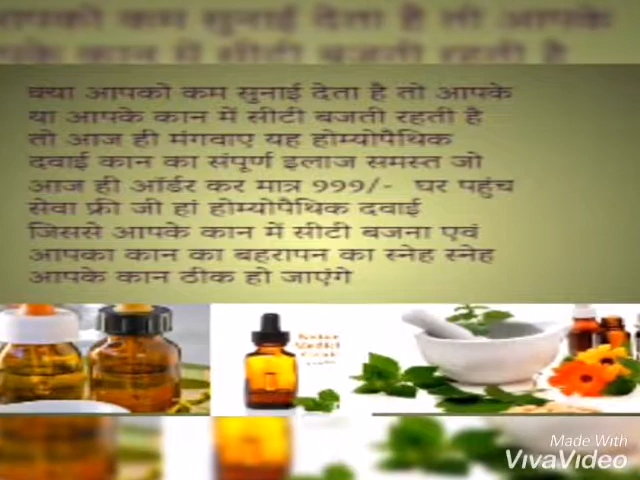 क्या आपको कम सुनाई देता है तो आपके
या आपके कान में सीटी बजती रहती है
तो आज ही मंगवाए यह होम्योपैथिक
दवाई कान का संपूर्ण इलाज समस्त जो
आज ही ऑर्डर कर मात्र 999/- घर पहुंच
सेवा फ्री जी हां होम्योपैथिक दवाई
जिससे आपके कान में सीटी बजना एवं
आपका कान का बहरापन का स्नेह स्नेह
आपके कान ठीक हो जाएंगे
Made With
VivaVideo